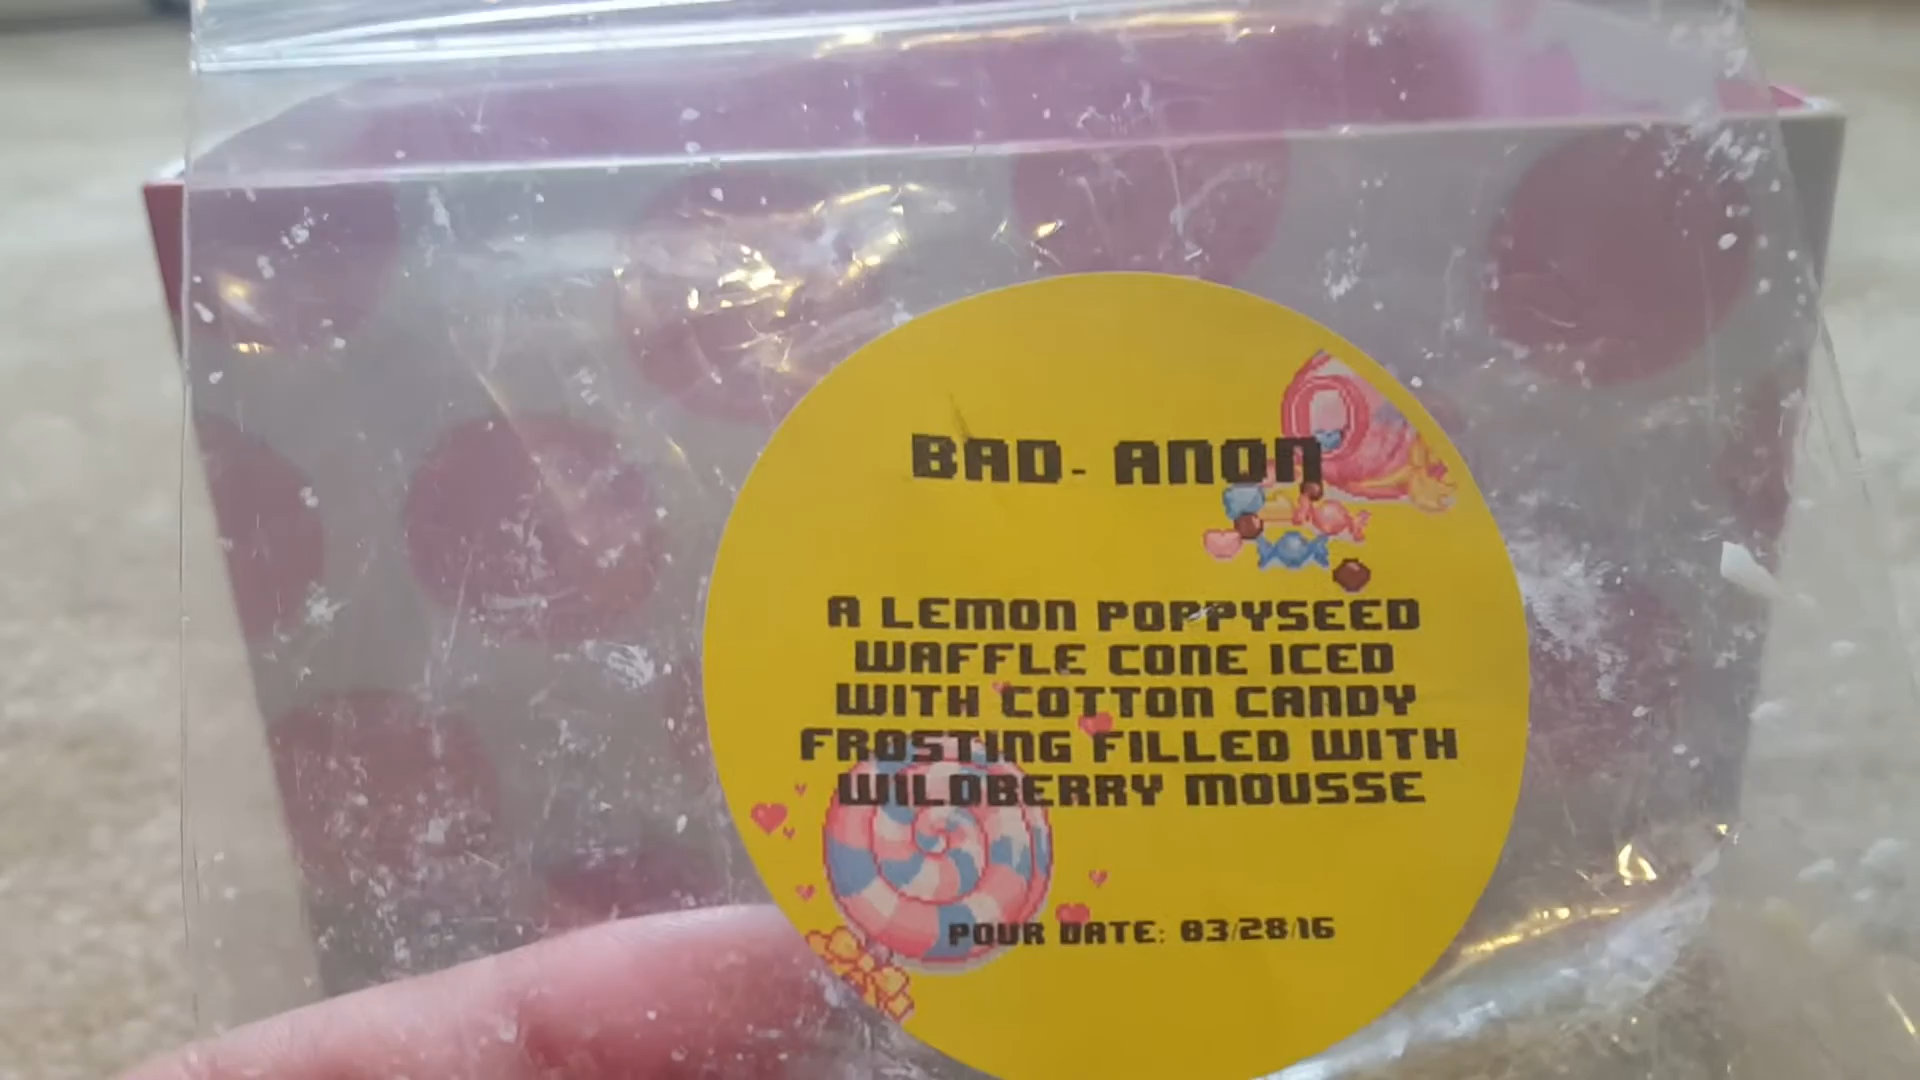 BAD- ANON
A LEMON POPPYSEED
WAFFLE CONE ICED
WITH COTTON CANDY
FROSTING FILLED WITH
WILDBERRY MOUSSE
POUR DATE: 03/28/16